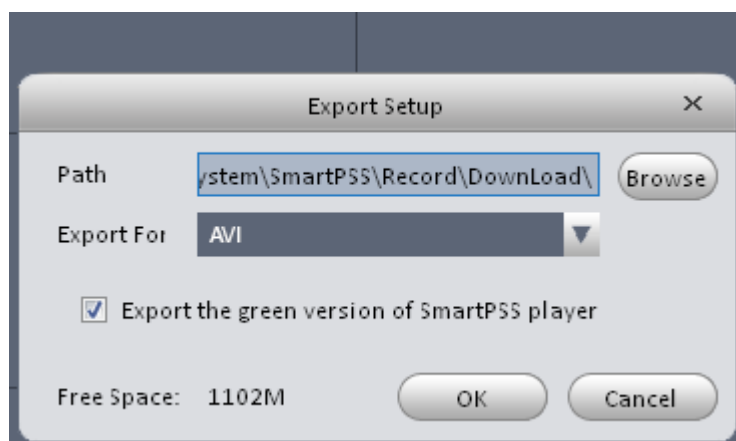 Export Setup
Path ystem\SmartPSS\Record\DownLoad\ Browse
Export For AVI
Export the green version of SmartPSS player
Free Space: 1102M OK Cancel